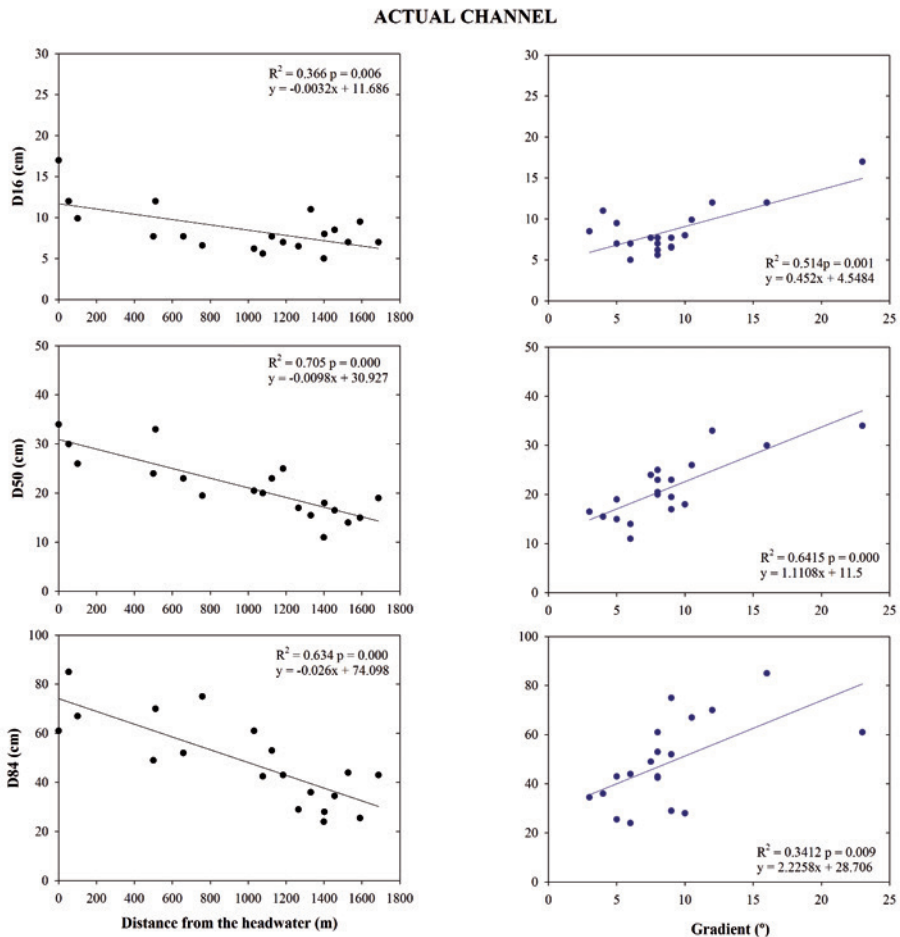 ACTUAL CHANNEL
30
25
20
15
10
5
0
D16 (cm)
R² = 0.366 p = 0.006
y = -0.0032x + 11.686
0 200 400 600 800 1000 1200 1400 1600 1800
30
25
20
15
10
5
0
R² = 0.514p = 0.001
y = 0.452x + 4.5484
0 5 10 15 20 25
50
40
30
20
10
0
D50 (cm)
R² = 0.705 p = 0.000
y = -0.0098x + 30.927
0 200 400 600 800 1000 1200 1400 1600 1800
50
40
30
20
10
0
R² = 0.6415 p = 0.000
y = 1.1108x + 11.5
0 5 10 15 20 25
100
80
60
40
20
0
D84 (cm)
R² = 0.634 p = 0.000
y = -0.026x + 74.098
0 200 400 600 800 1000 1200 1400 1600 1800
Distance from the headwater (m)
100
80
60
40
20
0
R² = 0.3412 p = 0.009
y = 2.2258x + 28.706
0 5 10 15 20 25
Gradient (º)